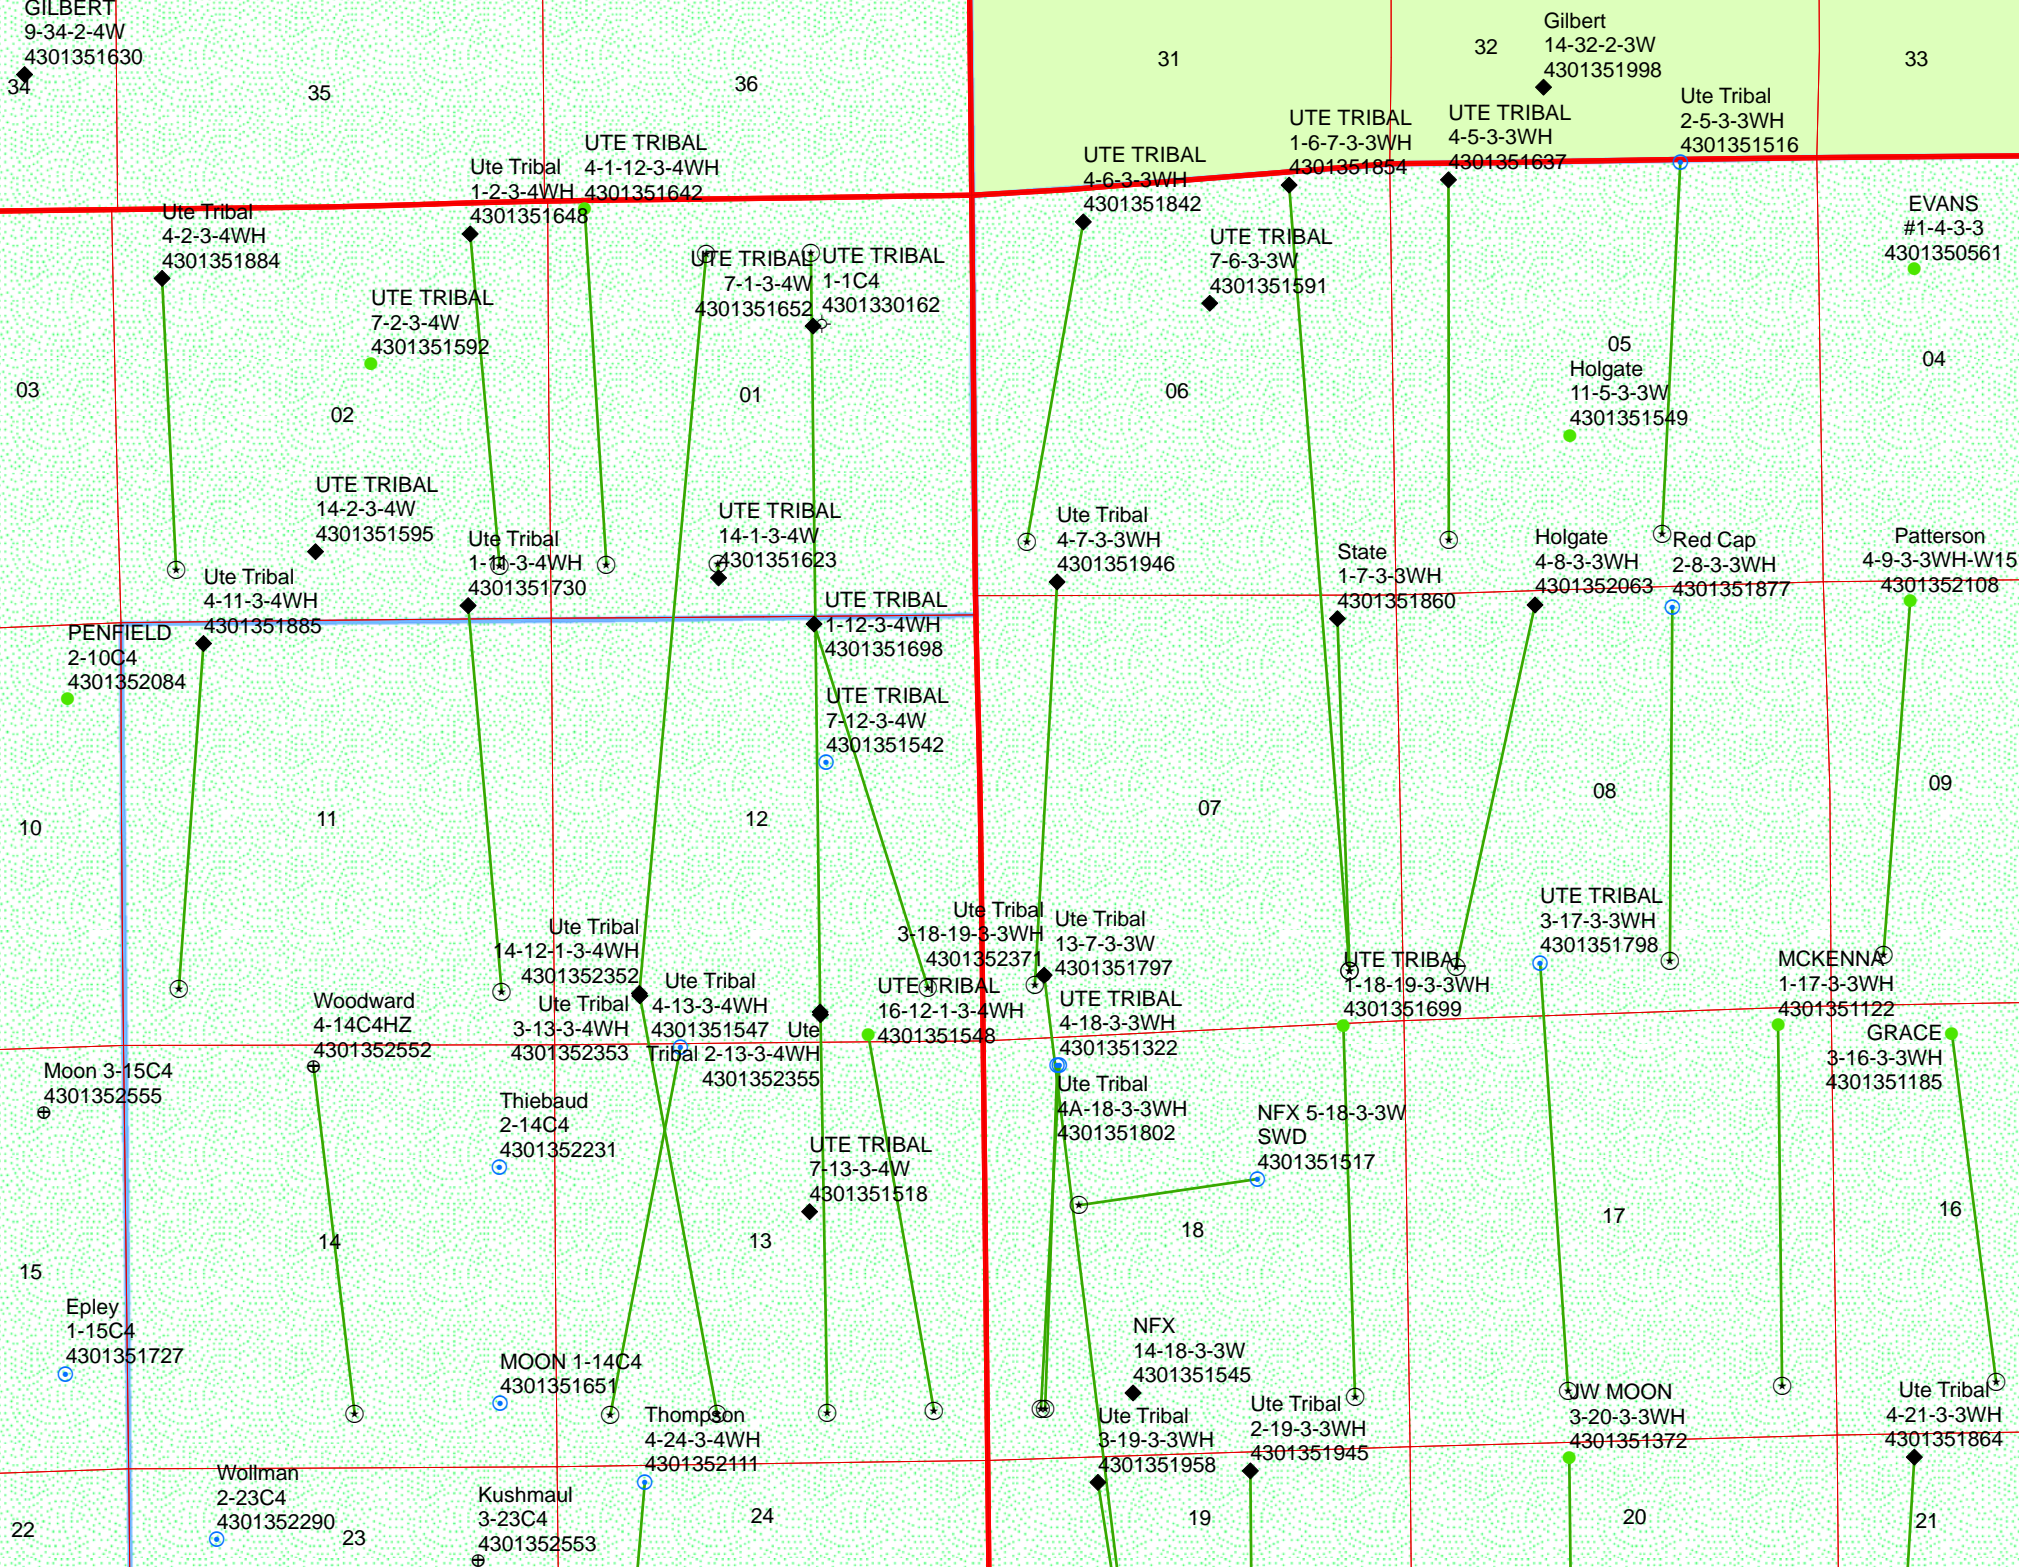 GILBERT
9-34-2-4W
4301351630
34
35
36
31
32
33
Gilbert
14-32-2-3W
4301351998
Ute Tribal
2-5-3-3WH
4301351516
UTE TRIBAL
1-6-7-3-3WH
4301351854
UTE TRIBAL
4-5-3-3WH
4301351637
UTE TRIBAL
4-6-3-3WH
4301351842
UTE TRIBAL
4-1-12-3-4WH
4301351642
Ute Tribal
1-2-3-4WH
4301351648
Ute Tribal
4-2-3-4WH
4301351884
EVANS
#1-4-3-3
4301350561
UTE TRIBAL
7-6-3-3W
4301351591
UTE TRIBAL
7-1-3-4W
4301351652
UTE TRIBAL
1-1C4
4301330162
UTE TRIBAL
7-2-3-4W
4301351592
03
02
01
06
05
04
Holgate
11-5-3-3W
4301351549
UTE TRIBAL
14-2-3-4W
4301351595
Ute Tribal
1-11-3-4WH
4301351730
UTE TRIBAL
14-1-3-4W
4301351623
Ute Tribal
4-7-3-3WH
4301351946
State
1-7-3-3WH
4301351860
Holgate
4-8-3-3WH
4301352063
Red Cap
2-8-3-3WH
4301351877
Patterson
4-9-3-3WH-W15
4301352108
Ute Tribal
4-11-3-4WH
4301351885
PENFIELD
2-10C4
4301352084
UTE TRIBAL
1-12-3-4WH
4301351698
UTE TRIBAL
7-12-3-4W
4301351542
10
11
12
07
08
09
Ute Tribal
14-12-1-3-4WH
4301352352
Ute Tribal
3-13-3-4WH
4301352353
Ute Tribal
4-13-3-4WH
4301351547
Ute
Tribal 2-13-3-4WH
4301352355
Ute Tribal
3-18-19-3-3WH
4301352371
UTE TRIBAL
16-12-1-3-4WH
4301351548
Ute Tribal
13-7-3-3W
4301351797
UTE TRIBAL
4-18-3-3WH
4301351322
Ute Tribal
4A-18-3-3WH
4301351802
UTE TRIBAL
1-18-19-3-3WH
4301351699
UTE TRIBAL
3-17-3-3WH
4301351798
MCKENNA
1-17-3-3WH
4301351122
GRACE
3-16-3-3WH
4301351185
Woodward
4-14C4HZ
4301352552
Moon 3-15C4
4301352555
Thiebaud
2-14C4
4301352231
UTE TRIBAL
7-13-3-4W
4301351518
NFX 5-18-3-3W
SWD
4301351517
15
14
13
18
17
16
Epley
1-15C4
4301351727
MOON 1-14C4
4301351651
Thompson
4-24-3-4WH
4301352111
NFX
14-18-3-3W
4301351545
Ute Tribal
3-19-3-3WH
4301351958
Ute Tribal
2-19-3-3WH
4301351945
JW MOON
3-20-3-3WH
4301351372
Ute Tribal
4-21-3-3WH
4301351864
Wollman
2-23C4
4301352290
Kushmaul
3-23C4
4301352553
22
23
24
19
20
21